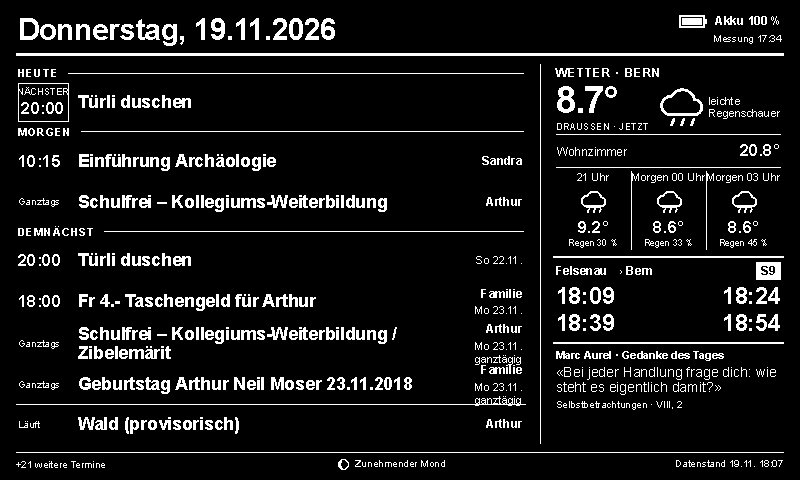 Donnerstag, 19.11.2026
Akku 100 %
Messung 17:34
HEUTE
NÄCHSTER
20:00 Türli duschen
MORGEN
10:15 Einführung Archäologie Sandra
Ganztags Schulfrei – Kollegiums-Weiterbildung Arthur
DEMNÄCHST
20:00 Türli duschen So 22.11.
18:00 Fr 4.- Taschengeld für Arthur Familie
Mo 23.11.
Ganztags Schulfrei – Kollegiums-Weiterbildung /
Zibelemärit
Arthur
Mo 23.11.
ganztägig
Ganztags Geburtstag Arthur Neil Moser 23.11.2018
Familie
Mo 23.11.
ganztägig
Läuft Wald (provisorisch) Arthur
WETTER · BERN
8.7°
leichte
Regenschauer
DRAUSSEN · JETZT
Wohnzimmer 20.8°
21 Uhr Morgen 00 Uhr Morgen 03 Uhr
9.2° 8.6° 8.6°
Regen 30 % Regen 33 % Regen 45 %
Felsenau › Bern S9
18:09 18:24
18:39 18:54
Marc Aurel · Gedanke des Tages
«Bei jeder Handlung frage dich: wie
steht es eigentlich damit?»
Selbstbetrachtungen · VIII, 2
+21 weitere Termine
Zunehmender Mond
Datenstand 19.11. 18:07